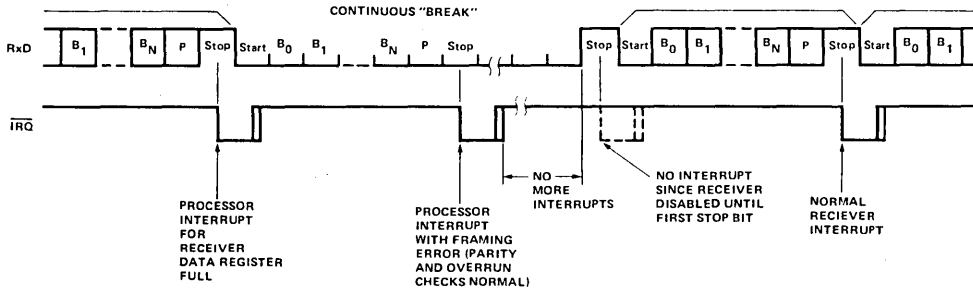 CONTINUOUS "BREAK"
RxD B1 BN P Stop Start B0 B1 BN P Stop Stop Start B0 B1 BN P Stop Start B0 B1
IRQ
NO
MORE
INTERRUPTS
NO INTERRUPT
SINCE RECEIVER
DISABLED UNTIL
FIRST STOP BIT
PROCESSOR
INTERRUPT
FOR
RECEIVER
DATA REGISTER
FULL
PROCESSOR
INTERRUPT
WITH FRAMING
ERROR (PARITY
AND OVERRUN
CHECKS NORMAL)
NORMAL
RECIEVER
INTERRUPT